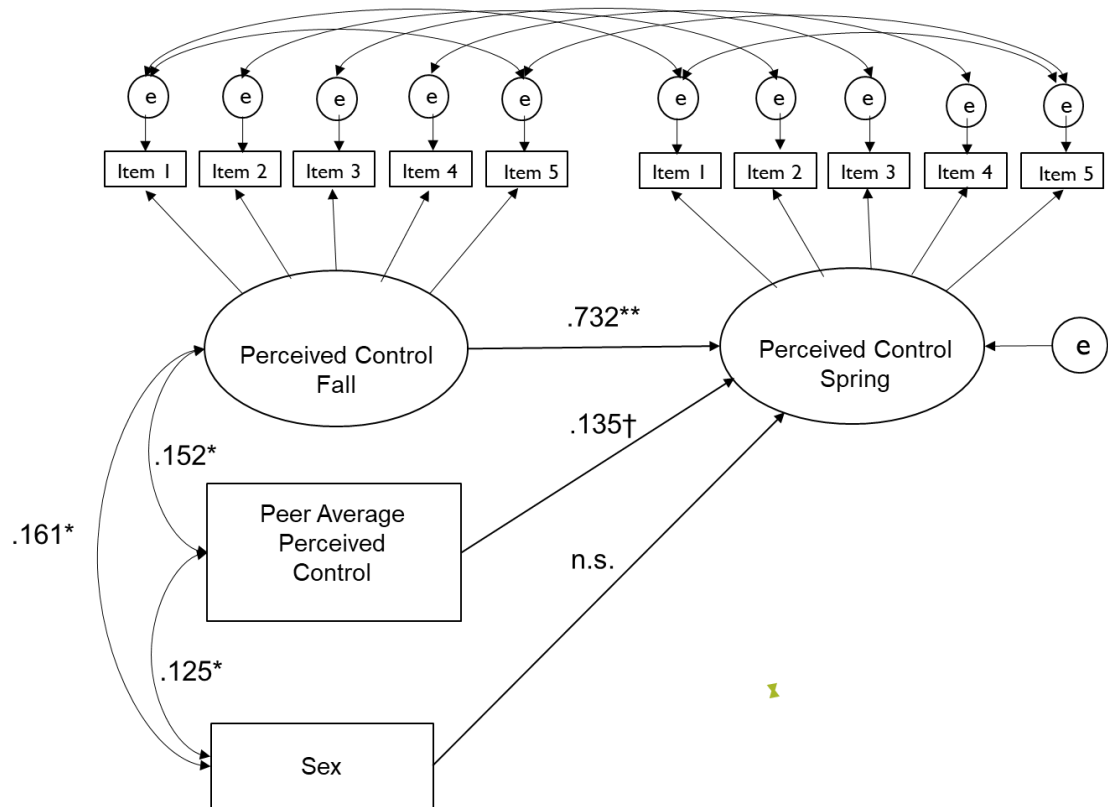 e e e e e e e e e e
Item 1 Item 2 Item 3 Item 4 Item 5 Item 1 Item 2 Item 3 Item 4 Item 5
.732**
Perceived Control
Fall
Perceived Control
Spring
e
.135†
.152*
Peer Average
Perceived
Control
.161*
n.s.
.125*
Sex